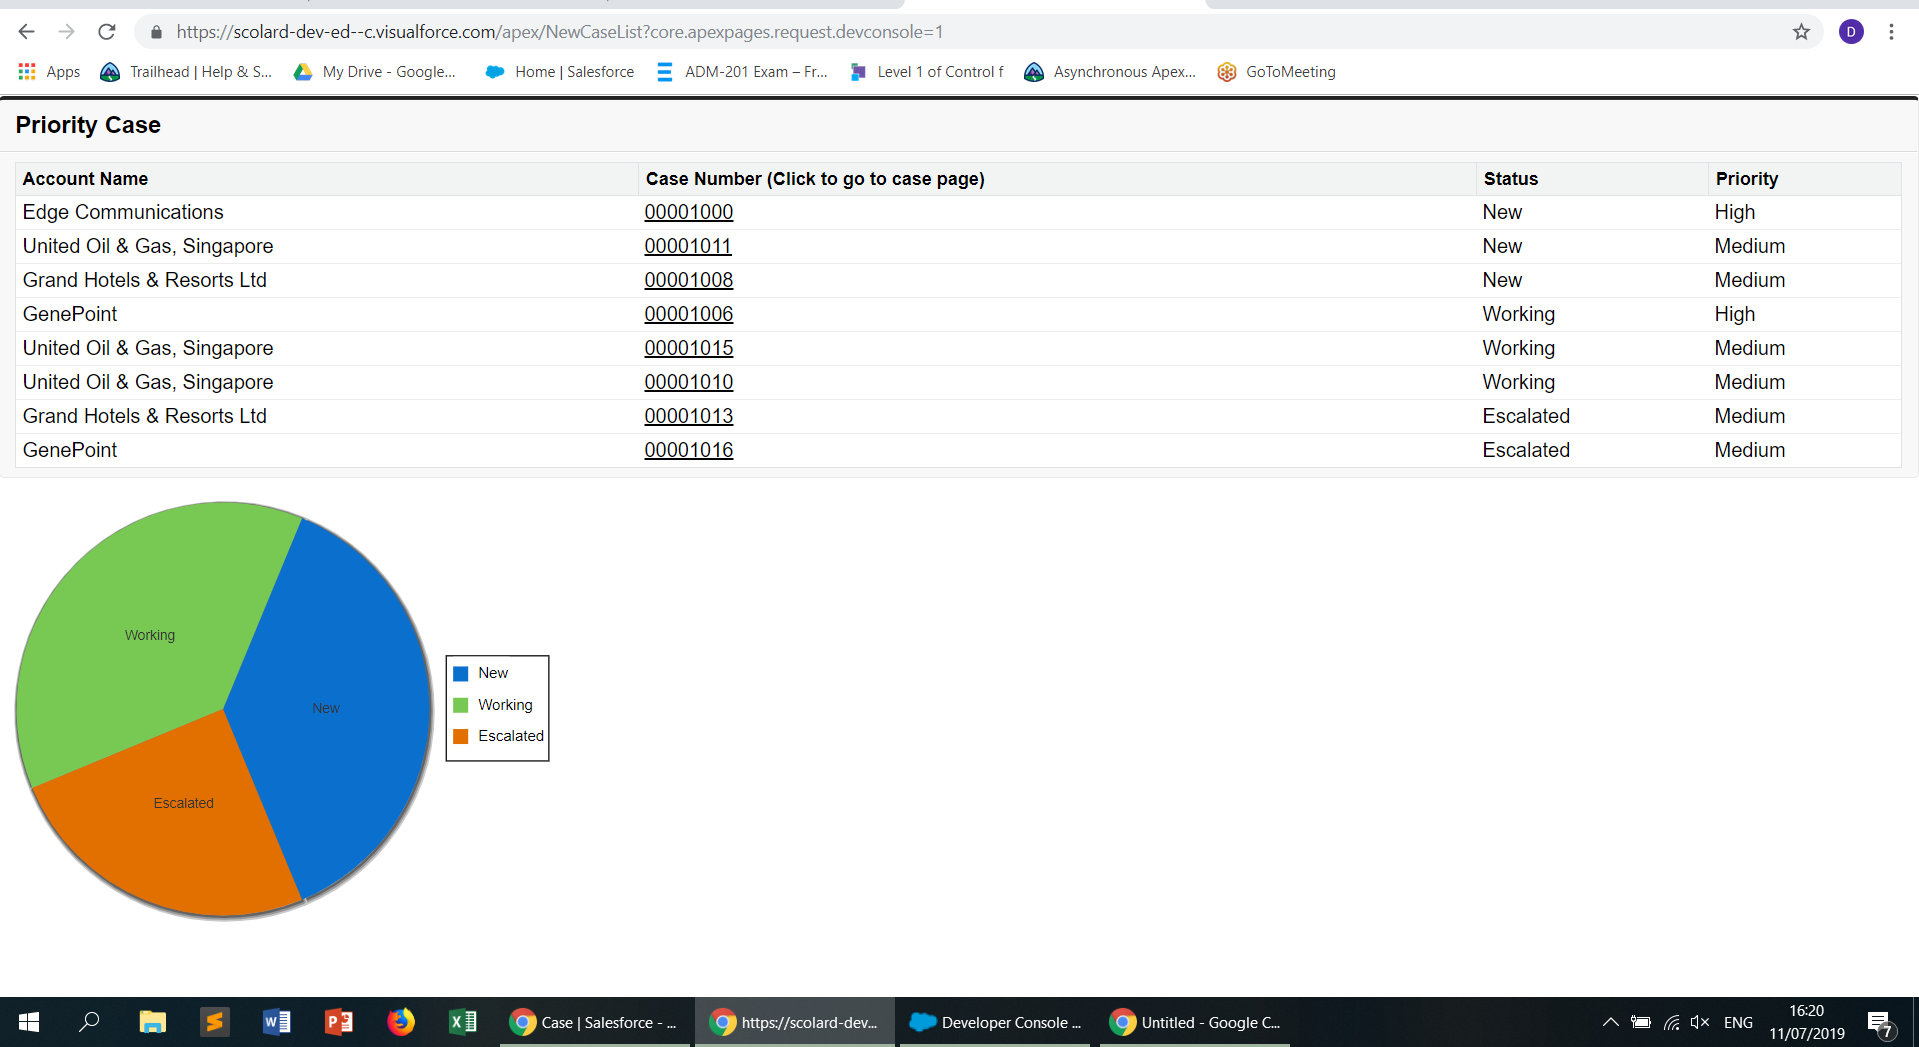 https://scolard-dev-ed--c.visualforce.com/apex/NewCaseList?core.apexpages.request.devconsole=1
D
Apps Trailhead | Help & S... My Drive - Google... Home | Salesforce ADM-201 Exam – Fr... Level 1 of Control f Asynchronous Apex... GoToMeeting
Priority Case
Account Name Case Number (Click to go to case page) Status Priority
Edge Communications 00001000 New High
United Oil & Gas, Singapore 00001011 New Medium
Grand Hotels & Resorts Ltd 00001008 New Medium
GenePoint 00001006 Working High
United Oil & Gas, Singapore 00001015 Working Medium
United Oil & Gas, Singapore 00001010 Working Medium
Grand Hotels & Resorts Ltd 00001013 Escalated Medium
GenePoint 00001016 Escalated Medium
Working
New
Escalated
New
Working
Escalated
Case | Salesforce - ... https://scolard-dev... Developer Console ... Untitled - Google C...
ENG
16:20
11/07/2019
7